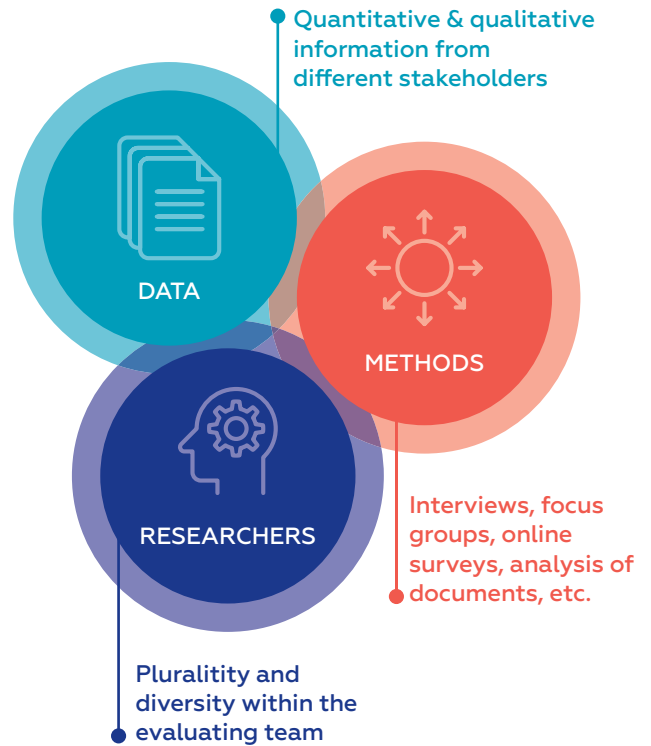 Quantitative & qualitative
information from
different stakeholders
DATA
METHODS
RESEARCHERS
Interviews, focus
groups, online
surveys, analysis of
documents, etc.
Pluralitity and
diversity within the
evaluating team